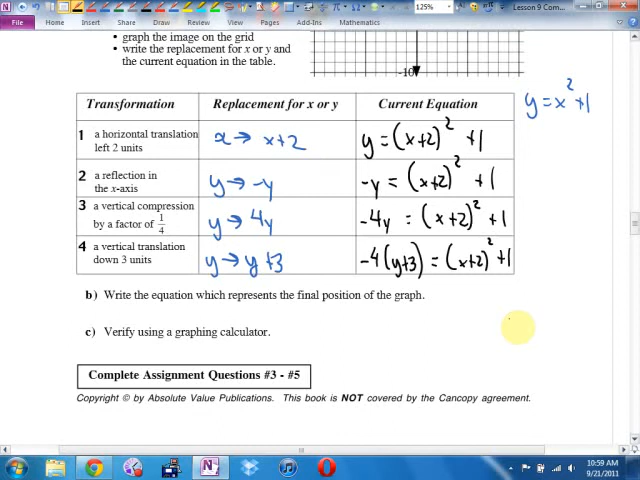 125%
Lesson 9 Com...
File
Home
Insert
Share
Draw
Review
Pages
View
Add-Ins
Mathematics
• graph the image on the grid
• write the replacement for x or y and
the current equation in the table.
-10
Transformation Replacement for x or y Current Equation
y = x² + 1
1 a horizontal translation left 2 units
x → x+2
y = (x+2)² + 1
2 a reflection in the x-axis
y → -y
-y = (x+2)² + 1
3 a vertical compression by a factor of 1/4
y → 4y
-4y = (x+2)² + 1
4 a vertical translation down 3 units
y → y+3
-4(y+3) = (x+2)² + 1
b) Write the equation which represents the final position of the graph.
c) Verify using a graphing calculator.
Complete Assignment Questions #3 - #5
Copyright © by Absolute Value Publications. This book is NOT covered by the Cancopy agreement.
10:59 AM
9/21/2011